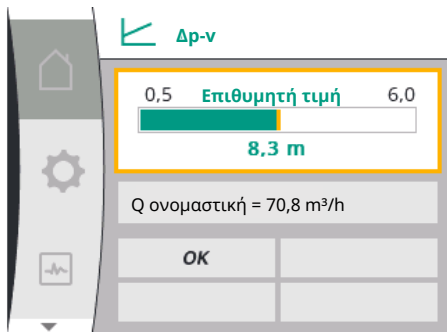 Δp-v
0,5 Επιθυμητή τιμή 6,0
8,3 m
Q ονομαστική = 70,8 m³/h
OK